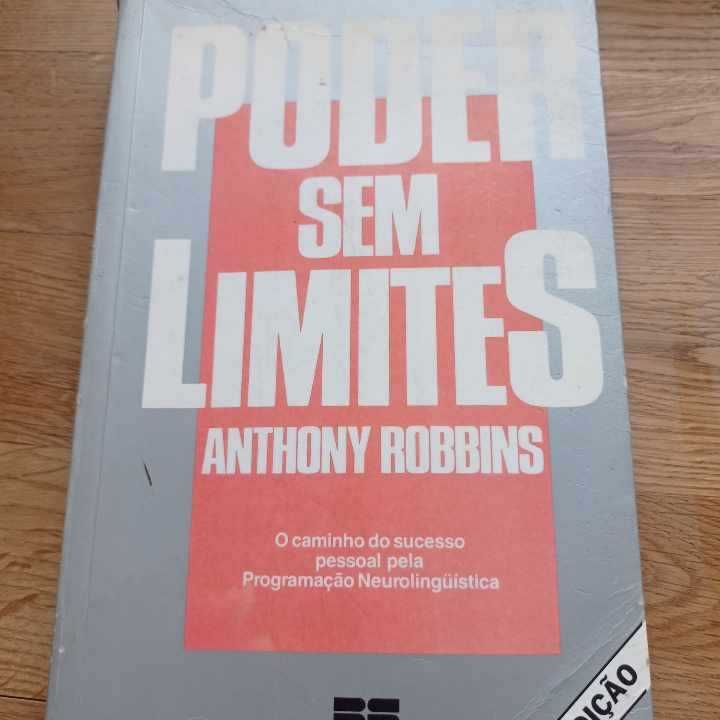 PODER
SEM
LIMITES
ANTHONY ROBBINS
O caminho do sucesso
pessoal pela
Programação Neurolingüística